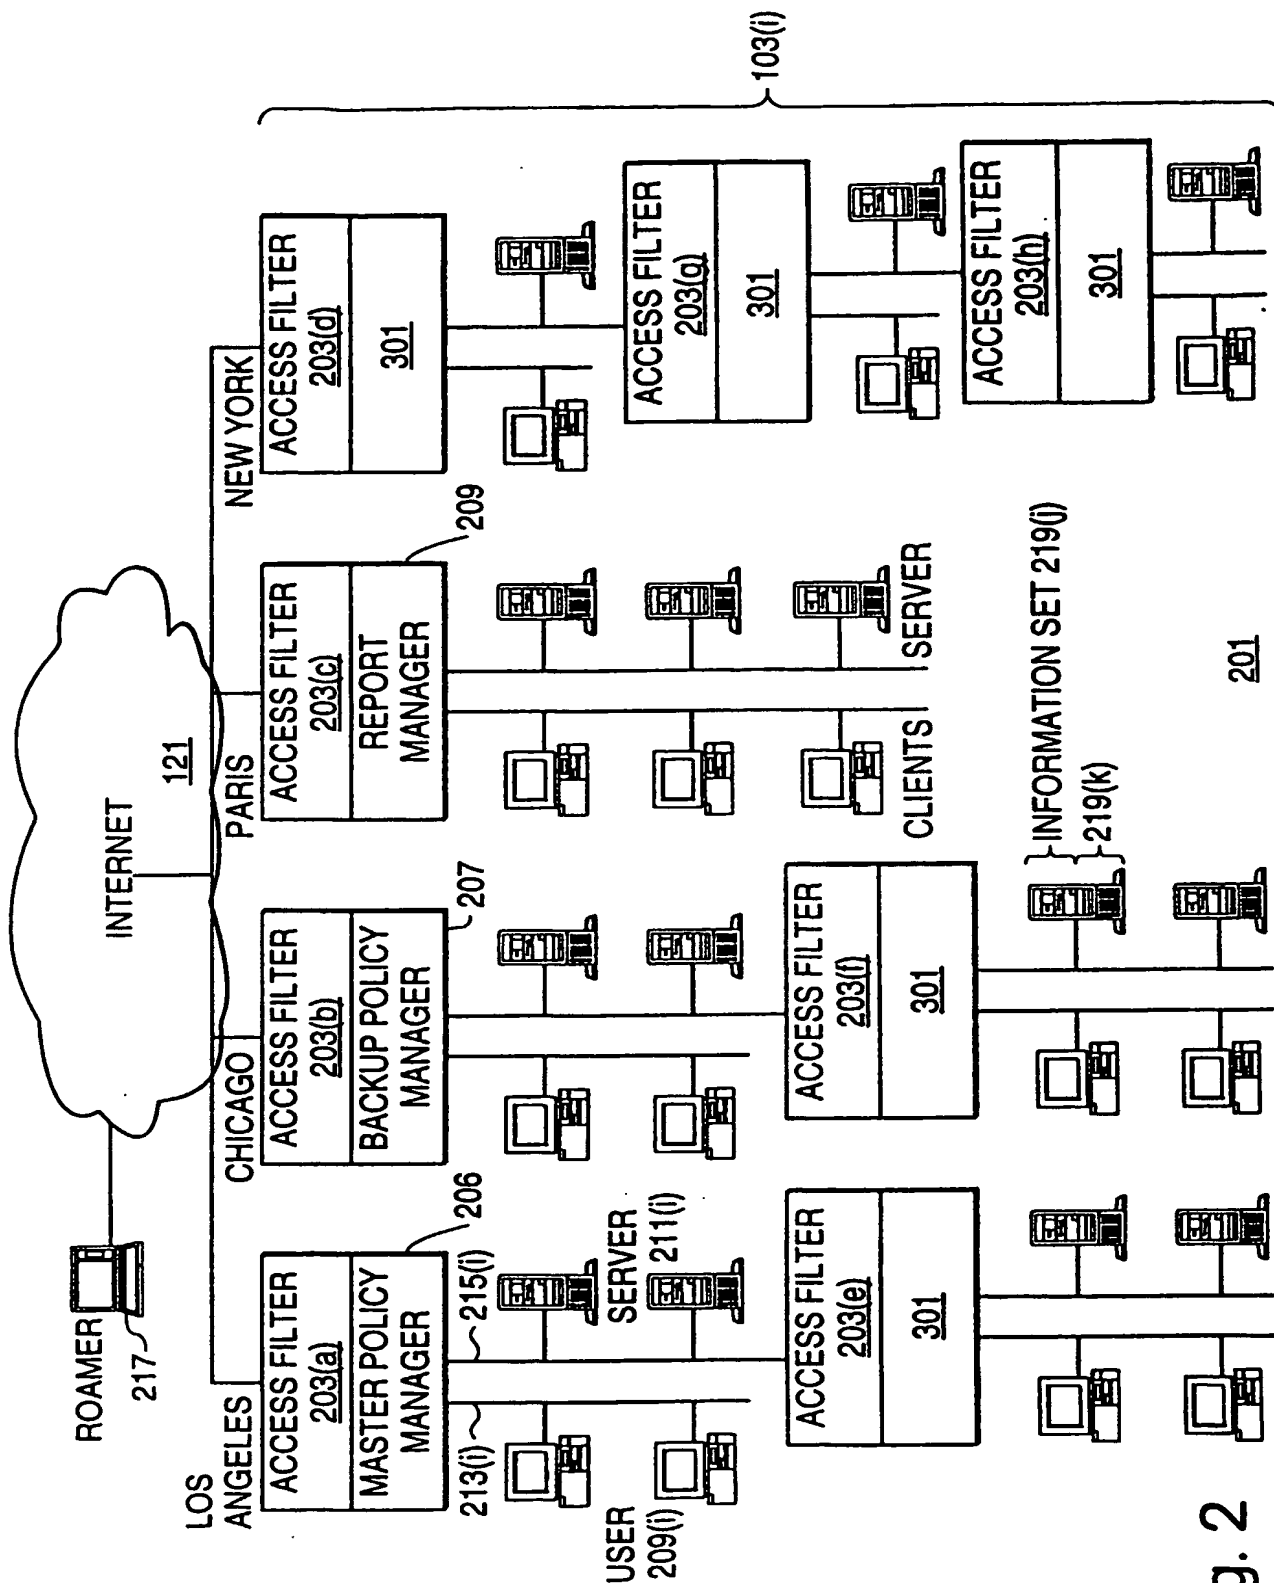 ROAMER
217
INTERNET
121
LOS
ANGELES
CHICAGO
PARIS
NEW YORK
ACCESS FILTER
203(a)
MASTER POLICY
MANAGER
206
ACCESS FILTER
203(b)
BACKUP POLICY
MANAGER
207
ACCESS FILTER
203(c)
REPORT
MANAGER
209
ACCESS FILTER
203(d)
301
103(i)
213(i)
215(i)
USER
209(i)
SERVER
211(i)
ACCESS FILTER
203(e)
301
ACCESS FILTER
203(f)
301
CLIENTS
SERVER
ACCESS FILTER
203(g)
301
ACCESS FILTER
203(h)
301
INFORMATION SET 219(j)
219(k)
201
g. 2